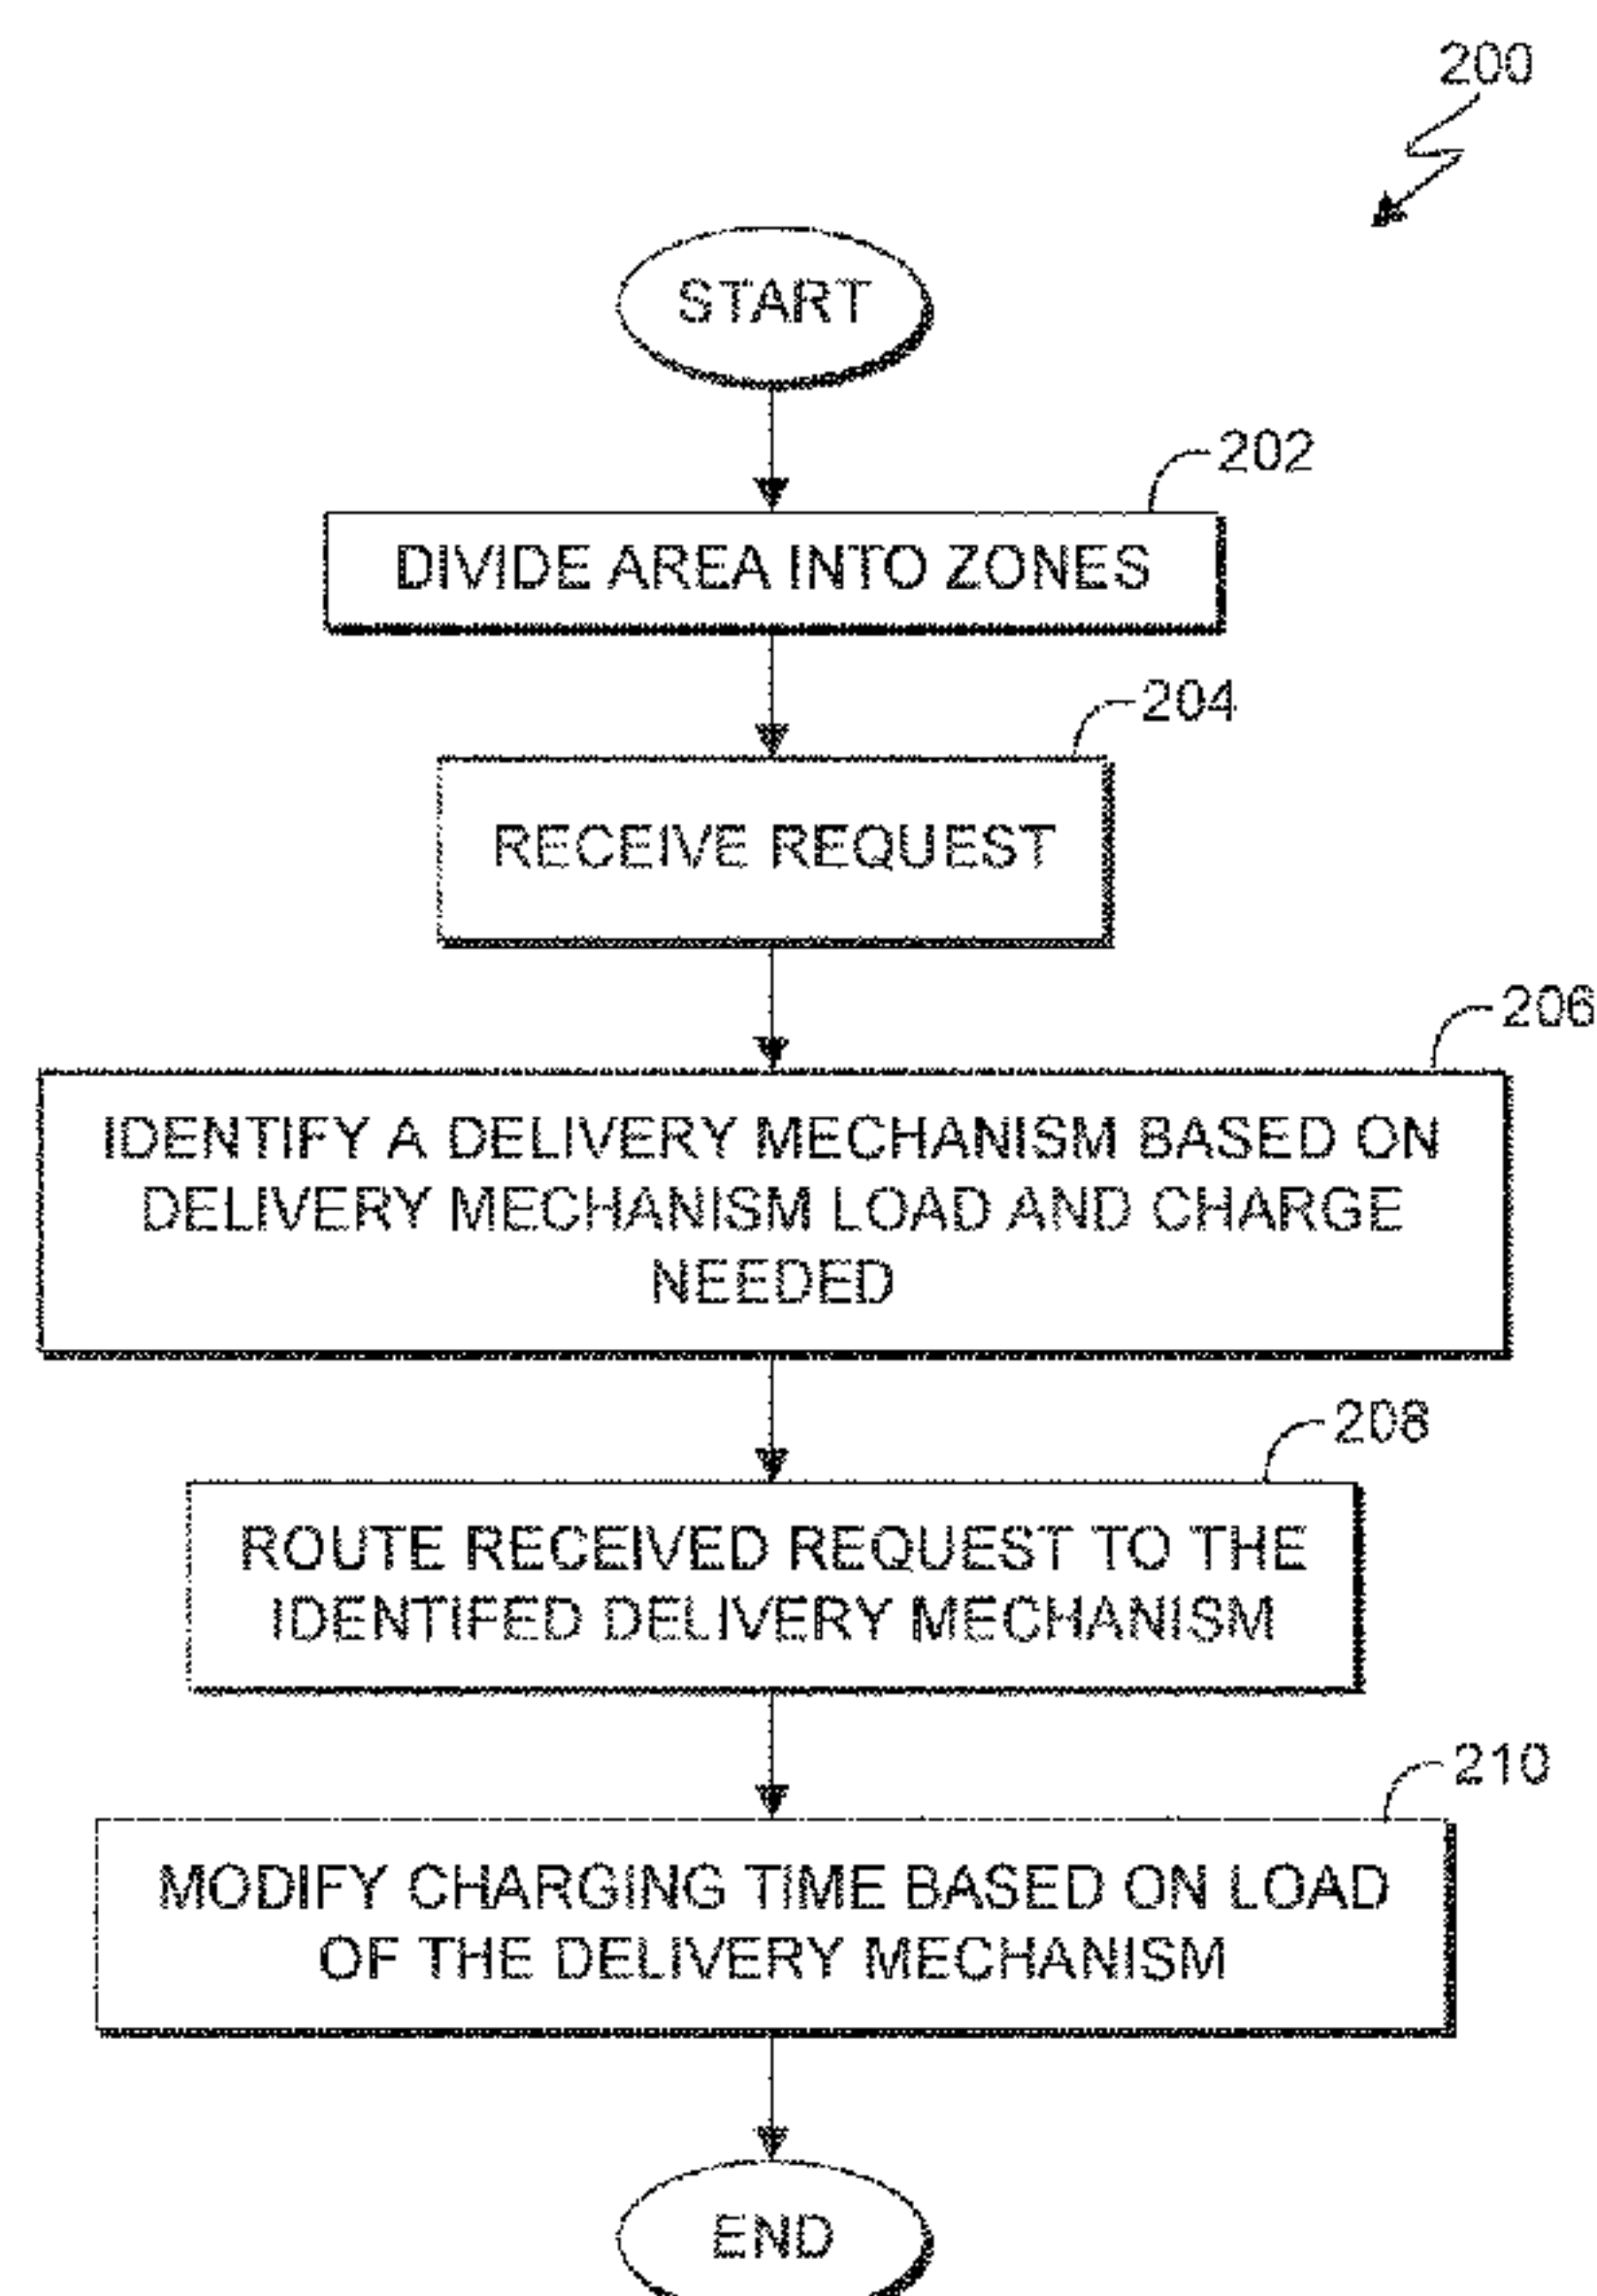 200
START
202
DIVIDE AREA INTO ZONES
204
RECEIVE REQUEST
206
IDENTIFY A DELIVERY MECHANISM BASED ON
DELIVERY MECHANISM LOAD AND CHARGE
NEEDED
208
ROUTE RECEIVED REQUEST TO THE
IDENTIFED DELIVERY MECHANISM
210
MODIFY CHARGING TIME BASED ON LOAD
OF THE DELIVERY MECHANISM
END